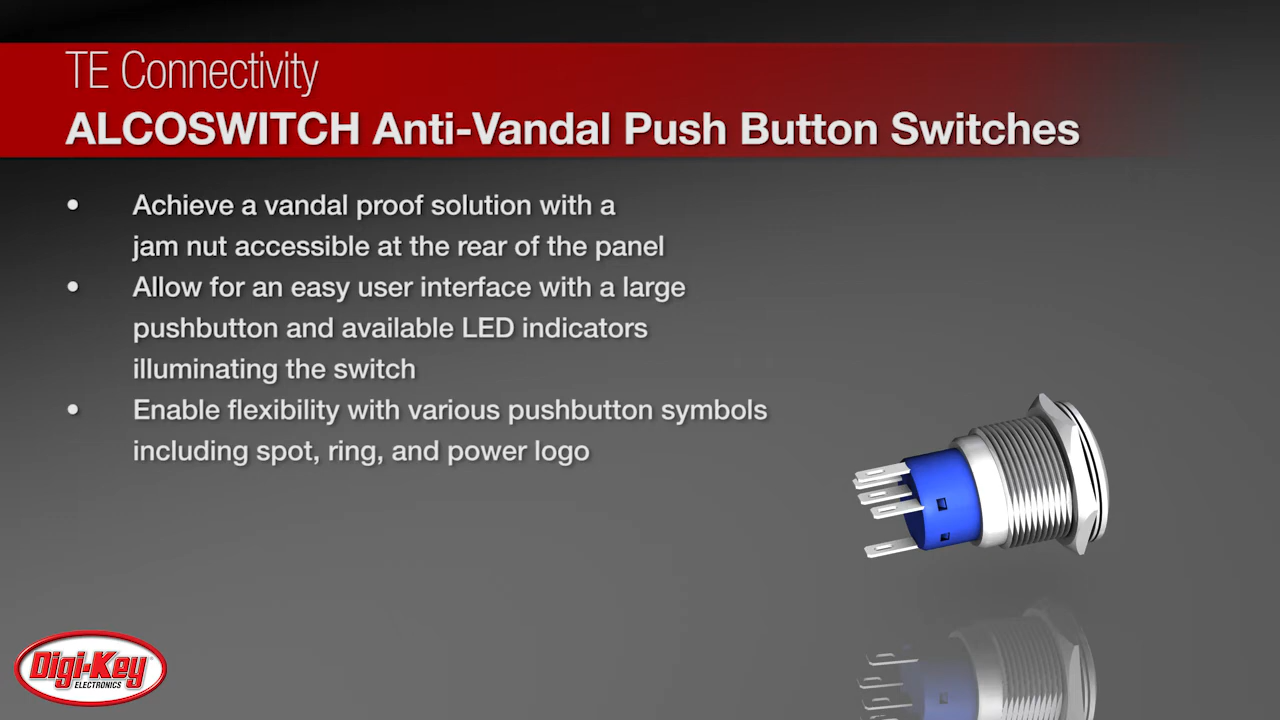 TE Connectivity
ALCOSWITCH Anti-Vandal Push Button Switches
• Achieve a vandal proof solution with a
jam nut accessible at the rear of the panel
• Allow for an easy user interface with a large
pushbutton and available LED indicators
illuminating the switch
• Enable flexibility with various pushbutton symbols
including spot, ring, and power logo
Digi-Key
ELECTRONICS